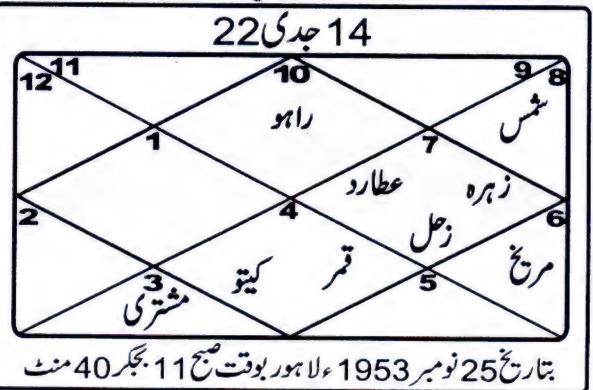 14 جدی 22
11 10 9
12 8
شمس
راہو
1 7
عطارد زہرہ
2 4 6
زحل
مریخ
قمر
کیتو
3 5
مشتری
بتاریخ 25 نومبر 1953ء لاہور بوقت صبح 11 بجکر 40 منٹ